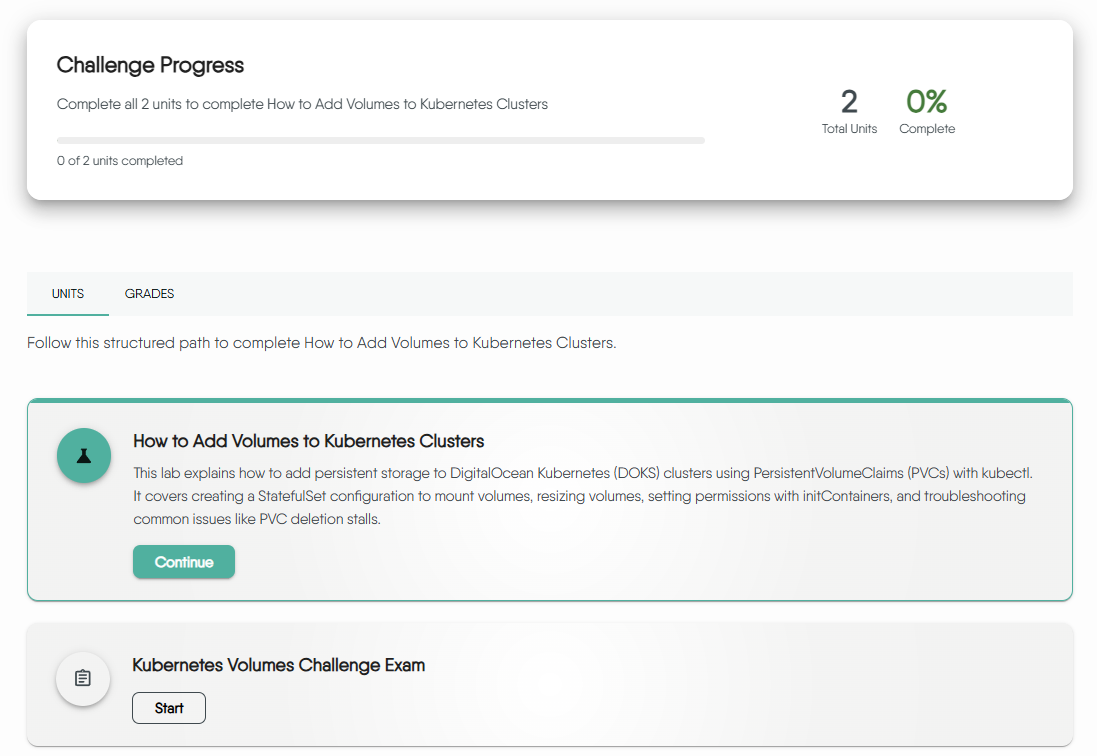 Challenge Progress
Complete all 2 units to complete How to Add Volumes to Kubernetes Clusters
0 of 2 units completed
2
Total Units
0%
Complete
UNITS
GRADES
Follow this structured path to complete How to Add Volumes to Kubernetes Clusters.
How to Add Volumes to Kubernetes Clusters
This lab explains how to add persistent storage to DigitalOcean Kubernetes (DOKS) clusters using PersistentVolumeClaims (PVCs) with kubectl.
It covers creating a StatefulSet configuration to mount volumes, resizing volumes, setting permissions with initContainers, and troubleshooting
common issues like PVC deletion stalls.
Continue
Kubernetes Volumes Challenge Exam
Start